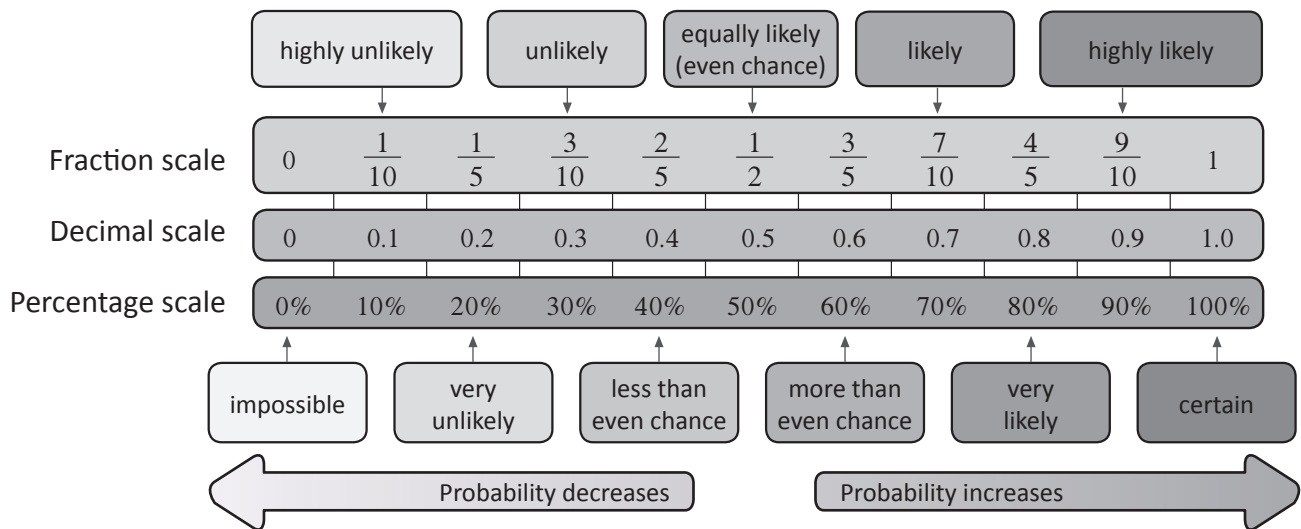 highly unlikely unlikely equally likely (even chance) likely highly likely
Fraction scale 0 1/10 1/5 3/10 2/5 1/2 3/5 7/10 4/5 9/10 1
Decimal scale 0 0.1 0.2 0.3 0.4 0.5 0.6 0.7 0.8 0.9 1.0
Percentage scale 0% 10% 20% 30% 40% 50% 60% 70% 80% 90% 100%
impossible very unlikely less than even chance more than even chance very likely certain
Probability decreases Probability increases